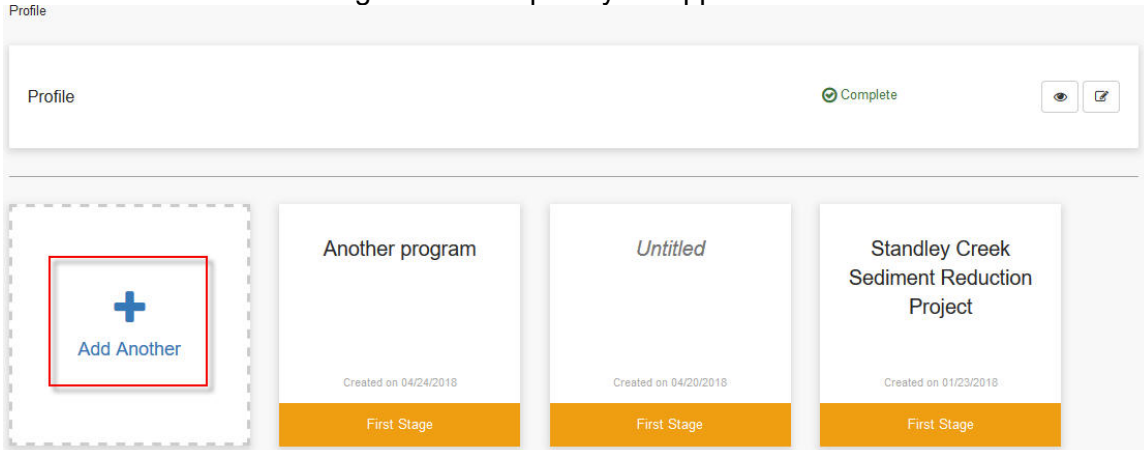 Profile
Profile
Complete
Add Another
Another program
Created on 04/24/2018
First Stage
Untitled
Created on 04/20/2018
First Stage
Standley Creek
Sediment Reduction
Project
Created on 01/23/2018
First Stage